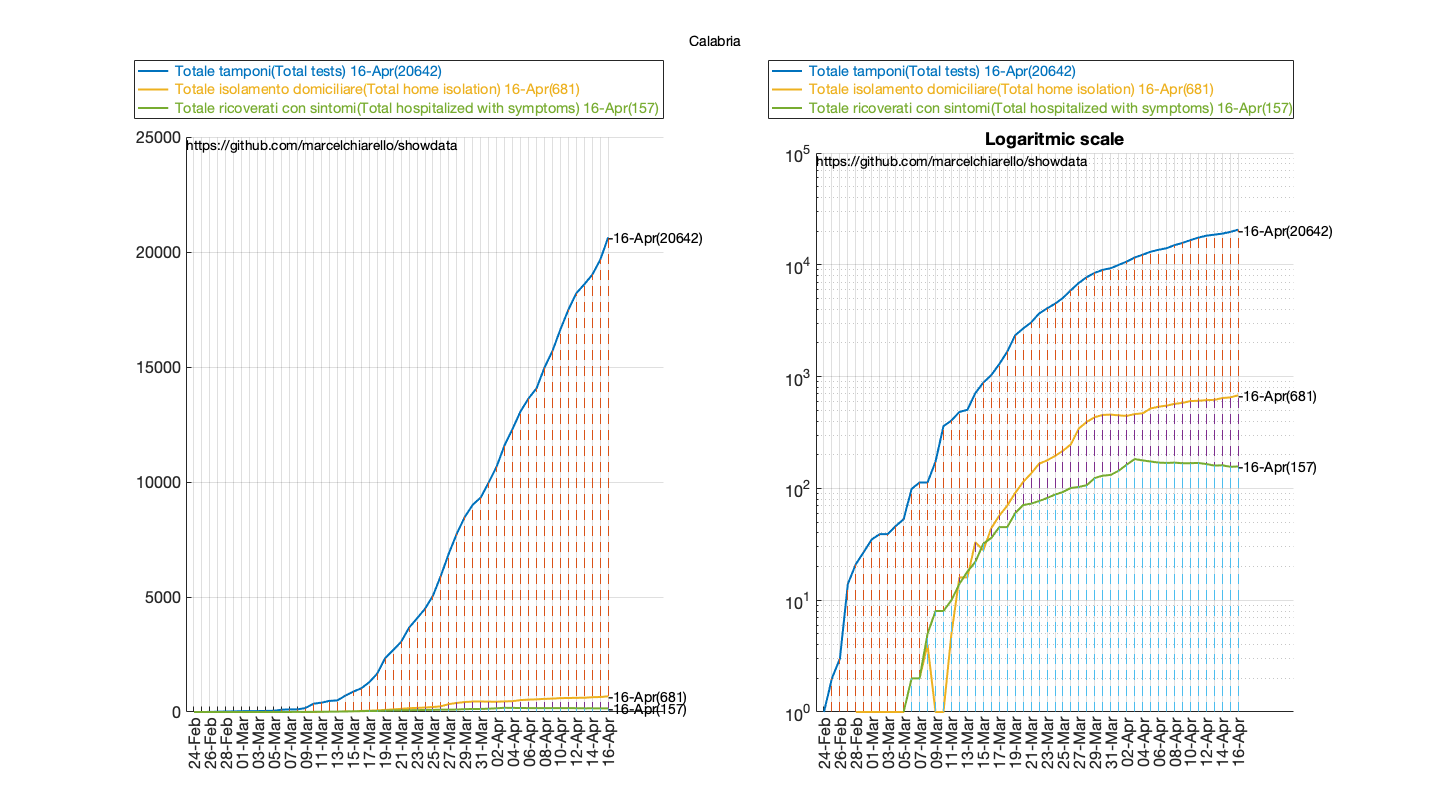 Calabria
Totale tamponi(Total tests) 16-Apr(20642)
Totale isolamento domiciliare(Total home isolation) 16-Apr(681)
Totale ricoverati con sintomi(Total hospitalized with symptoms) 16-Apr(157)
25000
https://github.com/marcelchiarello/showdata
20000
15000
10000
5000
0
16-Apr(20642)
16-Apr(681)
16-Apr(157)
24-Feb
26-Feb
28-Feb
01-Mar
03-Mar
05-Mar
07-Mar
09-Mar
11-Mar
13-Mar
15-Mar
17-Mar
19-Mar
21-Mar
23-Mar
25-Mar
27-Mar
29-Mar
31-Mar
02-Apr
04-Apr
06-Apr
08-Apr
10-Apr
12-Apr
14-Apr
16-Apr
Totale tamponi(Total tests) 16-Apr(20642)
Totale isolamento domiciliare(Total home isolation) 16-Apr(681)
Totale ricoverati con sintomi(Total hospitalized with symptoms) 16-Apr(157)
Logaritmic scale
10^5
https://github.com/marcelchiarello/showdata
10^4
10^3
10^2
10^1
10^0
16-Apr(20642)
16-Apr(681)
16-Apr(157)
24-Feb
26-Feb
28-Feb
01-Mar
03-Mar
05-Mar
07-Mar
09-Mar
11-Mar
13-Mar
15-Mar
17-Mar
19-Mar
21-Mar
23-Mar
25-Mar
27-Mar
29-Mar
31-Mar
02-Apr
04-Apr
06-Apr
08-Apr
10-Apr
12-Apr
14-Apr
16-Apr